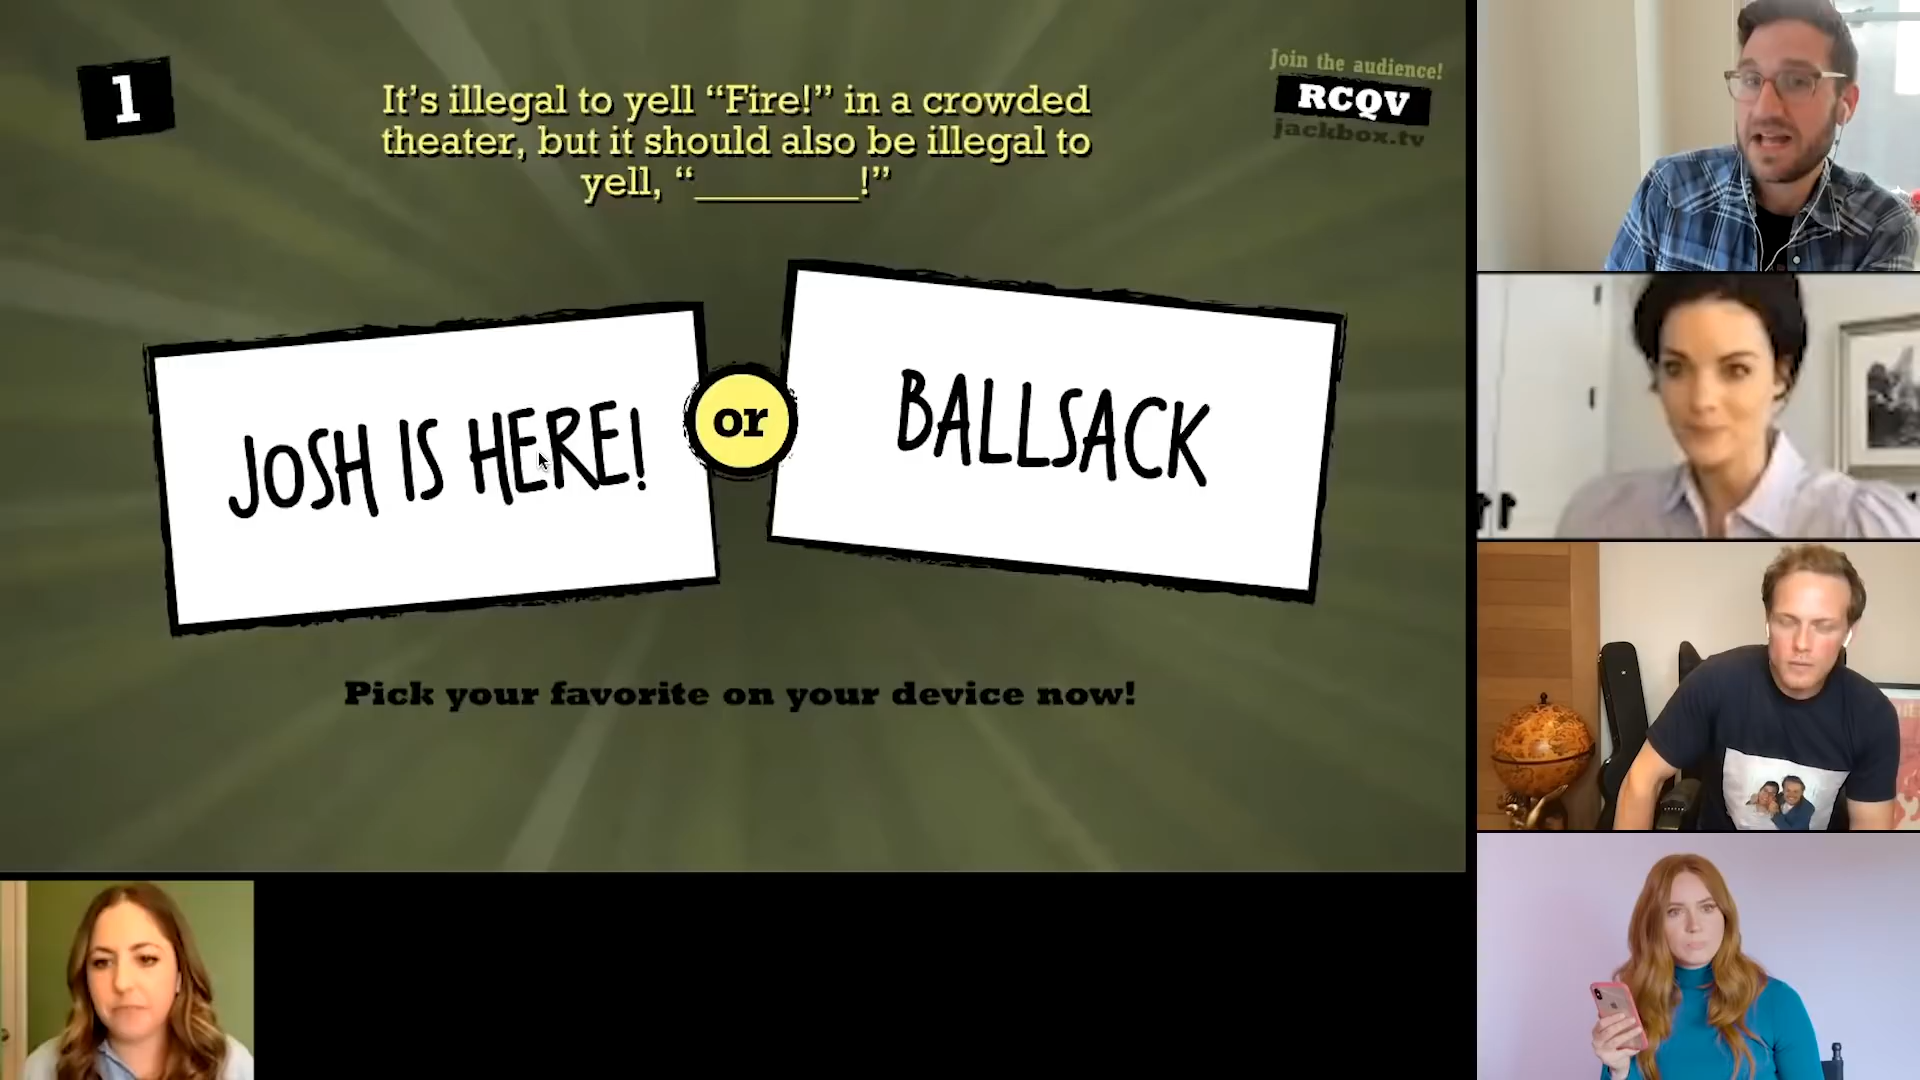 1
It's illegal to yell “Fire!” in a crowded
theater, but it should also be illegal to
yell, “________!”
Join the audience!
RCQV
jackbox.tv
JOSH IS HERE!
or
BALLSACK
Pick your favorite on your device now!